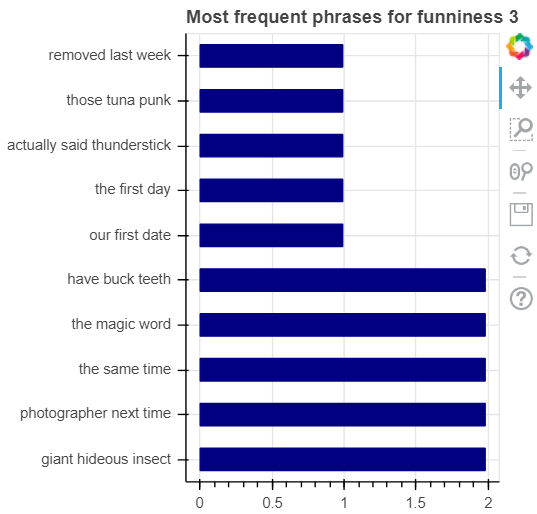 Most frequent phrases for funniness 3
removed last week
those tuna punk
actually said thunderstick
the first day
our first date
have buck teeth
the magic word
the same time
photographer next time
giant hideous insect
0 0.5 1 1.5 2